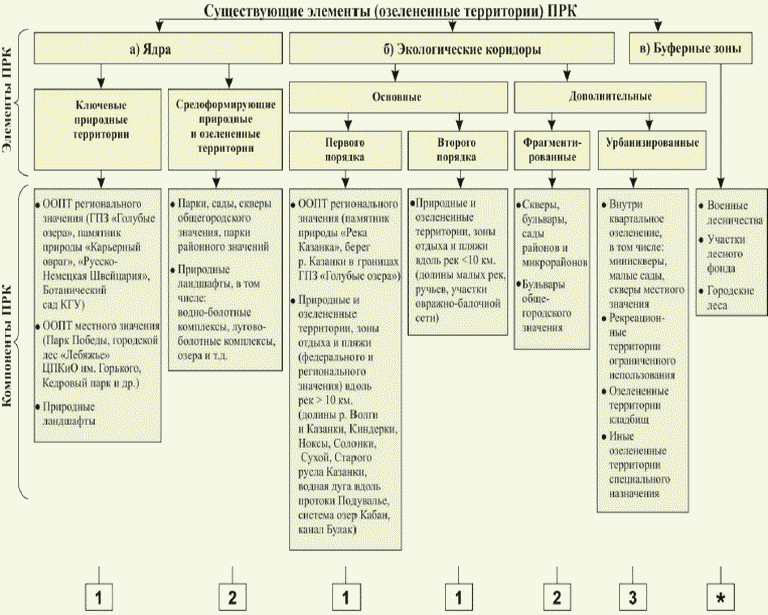 Существующие элементы (озелененные территории) ПРК
Элементы ПРК
а) Ядра
б) Экологические коридоры
в) Буферные зоны
Ключевые
природные
территории
Средоформирующие
природные
и озелененные
территории
Основные
Дополнительные
Первого
порядка
Второго
порядка
Фрагменти-
рованные
Урбанизированные
Компоненты ПРК
● ООПТ регионального
значения (ГПЗ «Голубые
озера», памятник
природы «Карьерный
овраг», «Русско-
Немецкая Швейцария»,
Ботанический
сад КГУ)
● ООПТ местного значения
(Парк Победы, городской
лес «Лебяжье»
ЦПКиО им. Горького,
Кедровый парк и др.)
● Природные
ландшафты
● Парки, сады, скверы
общегородского
значения, парки
районного значений
● Природные
ландшафты, в том
числе:
водно-болотные
комплексы, лугово-
болотные комплексы,
озера и т.д.
● ООПТ регионального
значения (памятник
природы «Река
Казанка», берег
р. Казанки в границах
ГПЗ «Голубые озера»)
● Природные и
озелененные
территории, зоны
отдыха и пляжи
(федерального и
регионального
значения) вдоль
рек > 10 км.
(долины р. Волги
и Казанки, Киндерки,
Ноксы, Солонки,
Сухой, Старого
русла Казанки,
водная дуга вдоль
протоки Подувалье,
система озер Кабан,
канал Булак)
● Природные и
озелененные
территории, зоны
отдыха и пляжи
вдоль рек <10 км.
(долины малых рек,
ручьев, участки
овражно-балочной
сети)
● Скверы,
бульвары,
сады
районов и
микрорайонов
● Бульвары
обще-
городского
значения
● Внутри
квартальное
озеленение,
в том числе:
минискверы,
малые сады,
скверы местного
значения
● Рекреацион-
ные
территории
ограниченного
использования
● Озелененные
территории
кладбищ
● Иные
озелененные
территории
специального
назначения
● Военные
лесничества
● Участки
лесного
фонда
● Городские
леса
1
2
1
1
2
3
*